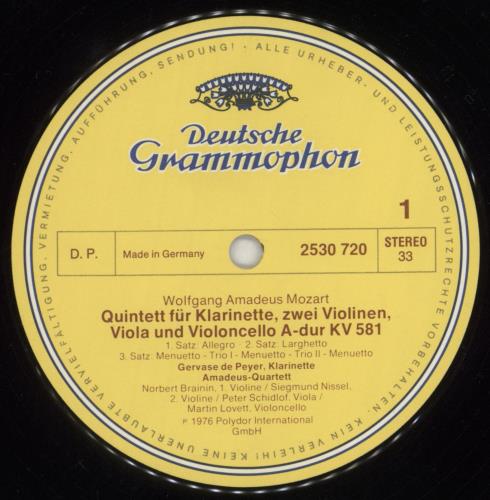 KEINE UNERLAUBTE VERVIELFÄLTIGUNG, VERMIETUNG, AUFFÜHRUNG, SENDUNG! · ALLE URHEBER- UND LEISTUNGSSCHUTZRECHTE VORBEHALTEN. KEIN VERLEIH!
Deutsche
Grammophon
1
D. P.
Made in Germany
2530 720
STEREO
33
Wolfgang Amadeus Mozart
Quintett für Klarinette, zwei Violinen,
Viola und Violoncello A-dur KV 581
1. Satz: Allegro · 2. Satz: Larghetto
3. Satz: Menuetto - Trio I - Menuetto - Trio II - Menuetto
Gervase de Peyer, Klarinette
Amadeus-Quartett
Norbert Brainin, 1. Violine / Siegmund Nissel,
2. Violine / Peter Schidlof, Viola /
Martin Lovett, Violoncello
℗ 1976 Polydor International
GmbH